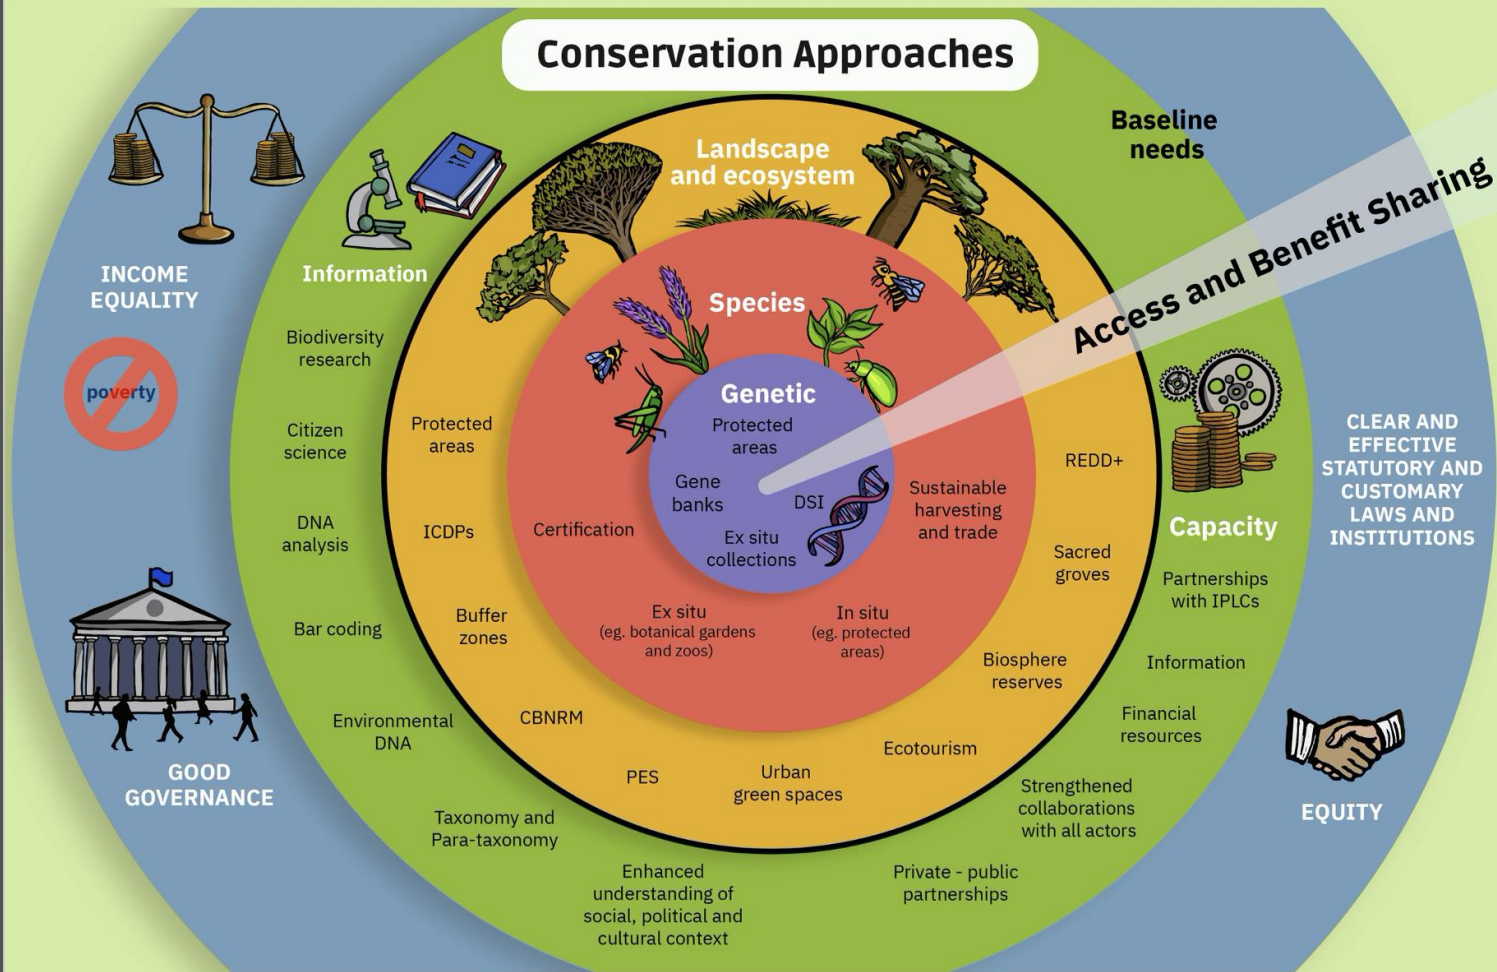 Conservation Approaches
Baseline
needs
Access and Benefit Sharing
Landscape
and ecosystem
Species
Genetic
Protected
areas
Gene
banks
DSI
Ex situ
collections
Certification
Sustainable
harvesting
and trade
Ex situ
(eg. botanical gardens
and zoos)
In situ
(eg. protected
areas)
Protected
areas
ICDPs
Buffer
zones
CBNRM
PES
Urban
green spaces
Ecotourism
Biosphere
reserves
Sacred
groves
REDD+
Information
Biodiversity
research
Citizen
science
DNA
analysis
Bar coding
Environmental
DNA
Taxonomy and
Para-taxonomy
Enhanced
understanding of
social, political and
cultural context
Capacity
Partnerships
with IPLCs
Information
Financial
resources
Strengthened
collaborations
with all actors
Private - public
partnerships
INCOME
EQUALITY
poverty
GOOD
GOVERNANCE
CLEAR AND
EFFECTIVE
STATUTORY AND
CUSTOMARY
LAWS AND
INSTITUTIONS
EQUITY